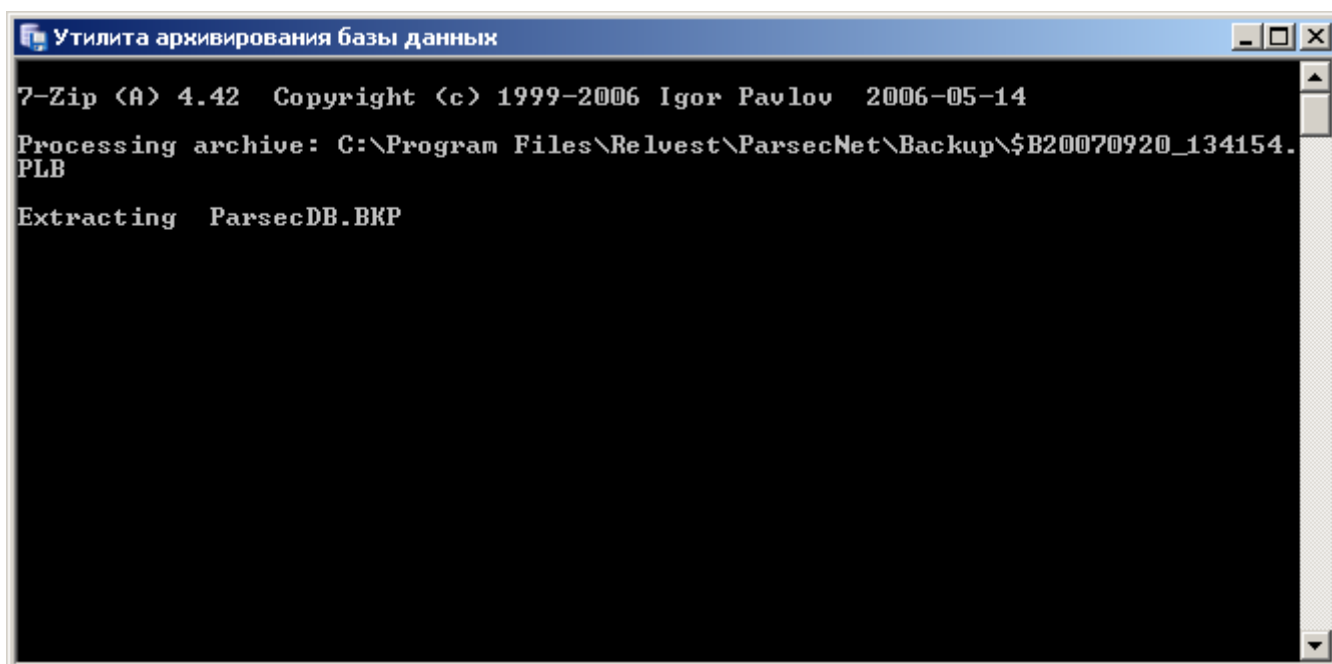 Утилита архивирования базы данных
7-Zip (A) 4.42  Copyright (c) 1999-2006 Igor Pavlov  2006-05-14
Processing archive: C:\Program Files\Relvest\ParsecNet\Backup\$B20070920_134154.
PLB
Extracting  ParsecDB.BKP